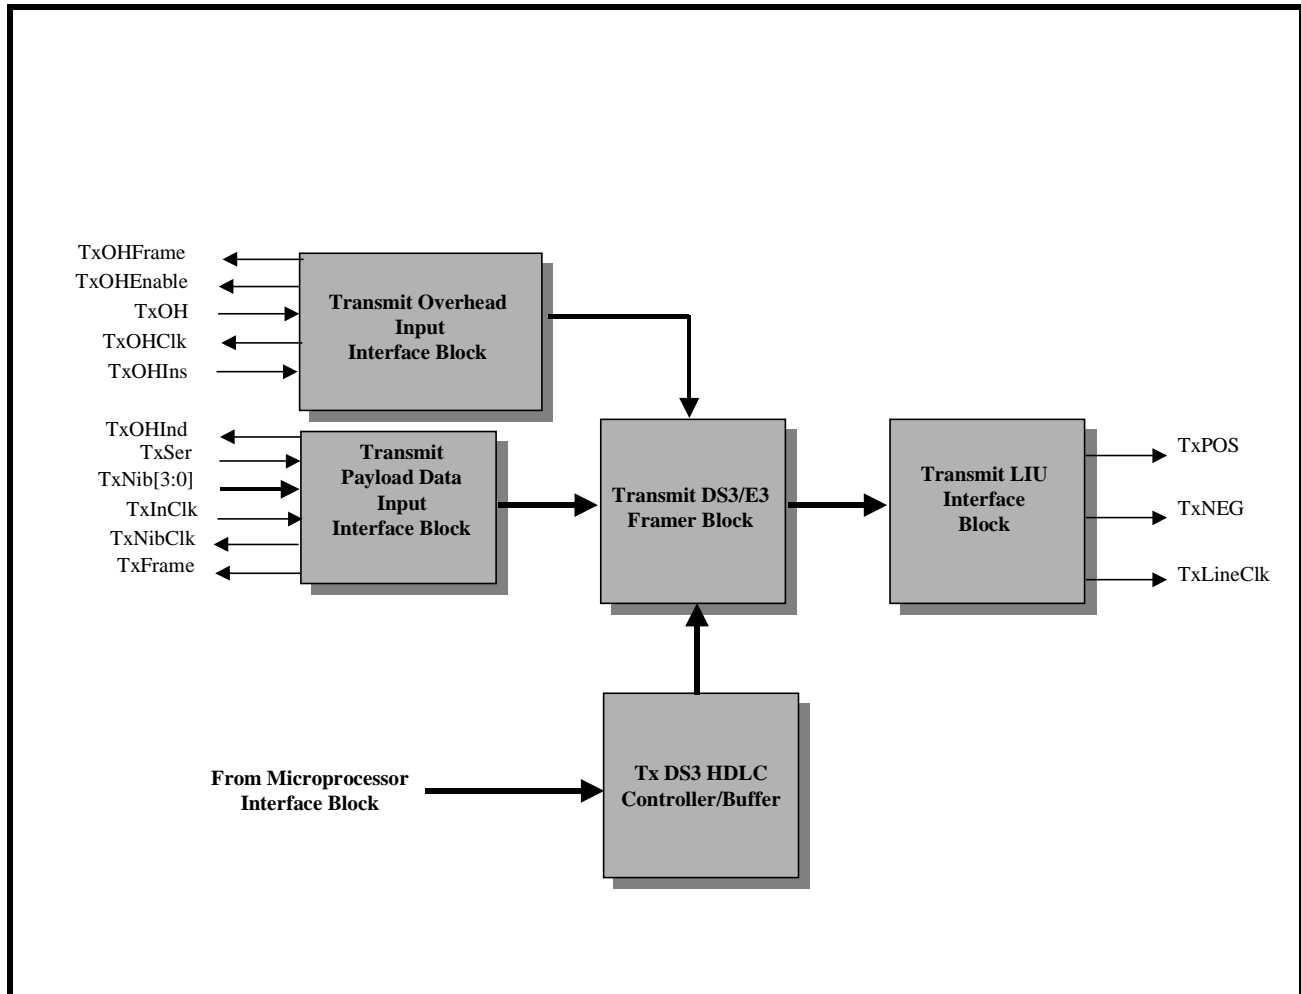 TxOHFrame
TxOHEnable
TxOH
TxOHClk
TxOHIns
Transmit Overhead
Input
Interface Block
TxOHInd
TxSer
TxNib[3:0]
TxInClk
TxNibClk
TxFrame
Transmit
Payload Data
Input
Interface Block
Transmit DS3/E3
Framer Block
Transmit LIU
Interface
Block
TxPOS
TxNEG
TxLineClk
From Microprocessor
Interface Block
Tx DS3 HDLC
Controller/Buffer